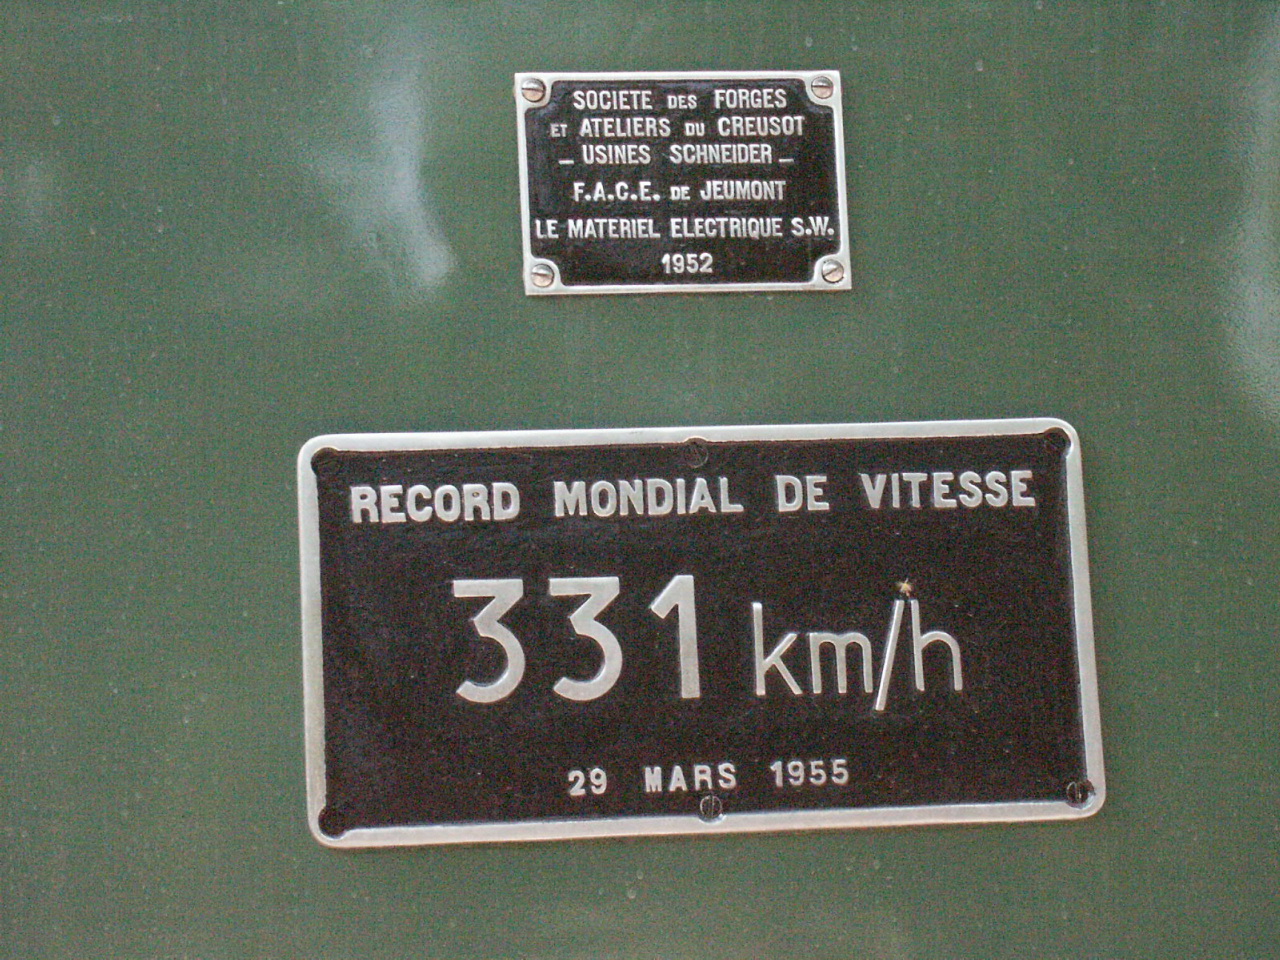 SOCIETE DES FORGES
ET ATELIERS DU CREUSOT
_ USINES SCHNEIDER _
F.A.C.E. DE JEUMONT
LE MATERIEL ELECTRIQUE S.W.
1952
RECORD MONDIAL DE VITESSE
331 km/h
29 MARS 1955